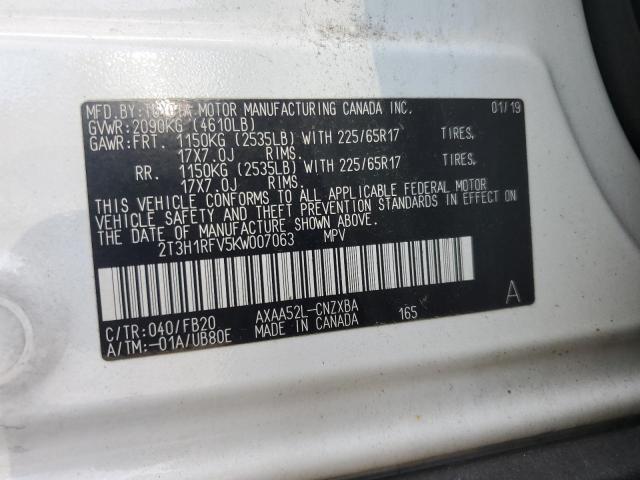 MFD.BY:TOYOTA MOTOR MANUFACTURING CANADA INC. 01/19
GVWR:2090KG (4610LB)
GAWR:FRT. 1150KG (2535LB) WITH 225/65R17 TIRES.
17X7.0J RIMS.
RR. 1150KG (2535LB) WITH 225/65R17 TIRES.
17X7.0J RIMS.
THIS VEHICLE CONFORMS TO ALL APPLICABLE FEDERAL MOTOR
VEHICLE SAFETY AND THEFT PREVENTION STANDARDS IN EFFECT
ON THE DATE OF MANUFACTURE SHOWN ABOVE.
2T3H1RFV5KW007063 MPV
C/TR:040/FB20 AXAA52L-CNZXBA 165 A
A/TM:-01A/UB80E MADE IN CANADA